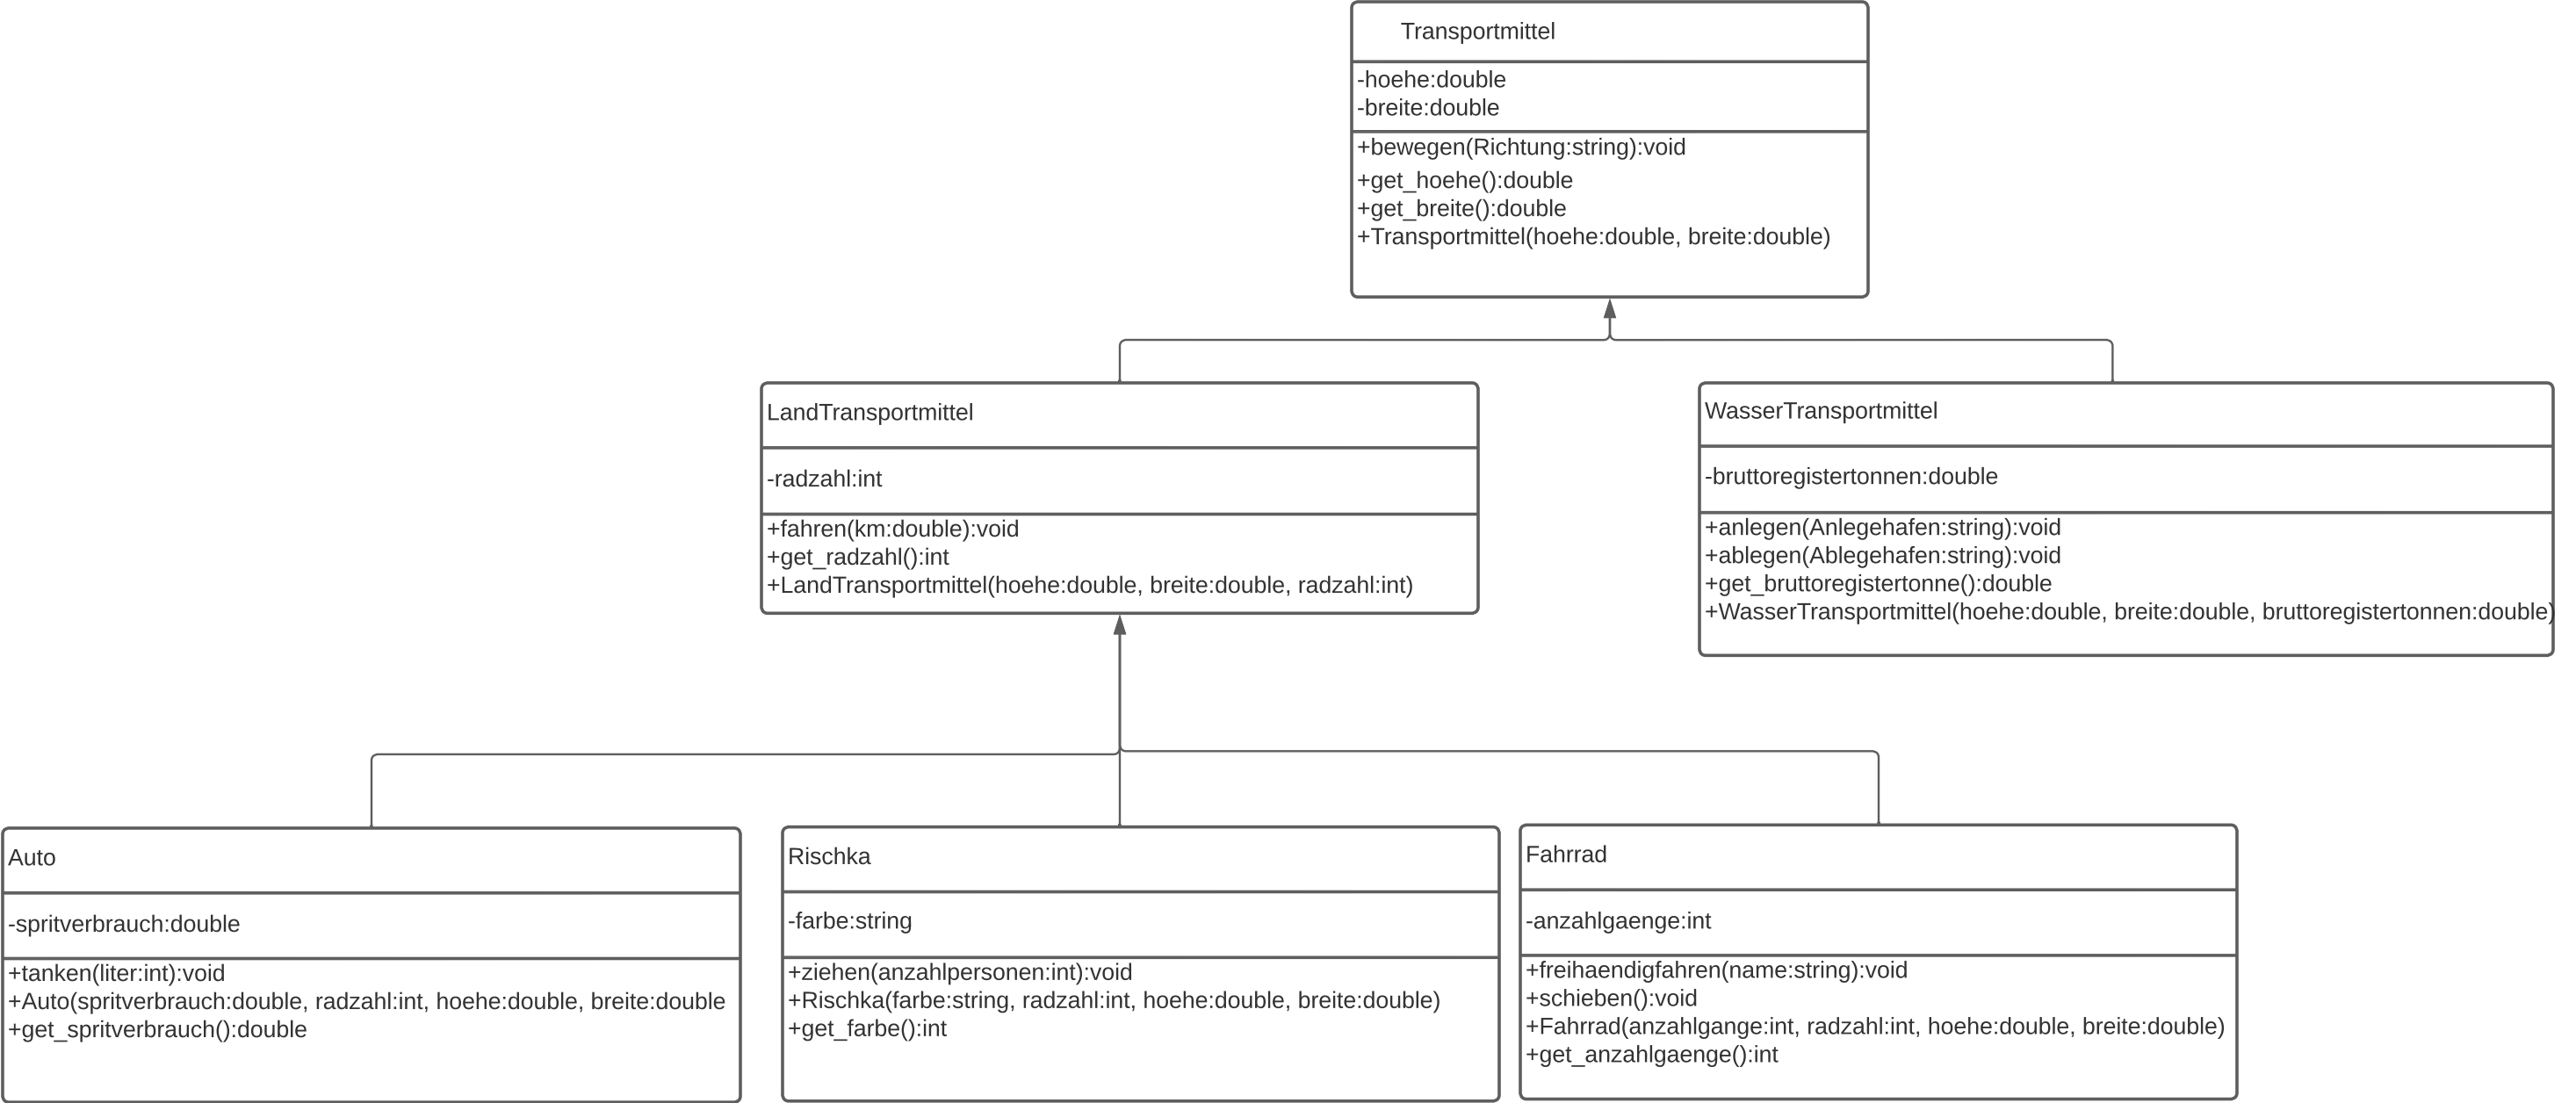 Transportmittel
-hoehe:double
-breite:double
+bewegen(Richtung:string):void
+get_hoehe():double
+get_breite():double
+Transportmittel(hoehe:double, breite:double)
LandTransportmittel
-radzahl:int
+fahren(km:double):void
+get_radzahl():int
+LandTransportmittel(hoehe:double, breite:double, radzahl:int)
WasserTransportmittel
-bruttoregistertonnen:double
+anlegen(Anlegehafen:string):void
+ablegen(Ablegehafen:string):void
+get_bruttoregistertonne():double
+WasserTransportmittel(hoehe:double, breite:double, bruttoregistertonnen:double)
Auto
-spritverbrauch:double
+tanken(liter:int):void
+Auto(spritverbrauch:double, radzahl:int, hoehe:double, breite:double
+get_spritverbrauch():double
Rischka
-farbe:string
+ziehen(anzahlpersonen:int):void
+Rischka(farbe:string, radzahl:int, hoehe:double, breite:double)
+get_farbe():int
Fahrrad
-anzahlgaenge:int
+freihaendigfahren(name:string):void
+schieben():void
+Fahrrad(anzahlgange:int, radzahl:int, hoehe:double, breite:double)
+get_anzahlgaenge():int